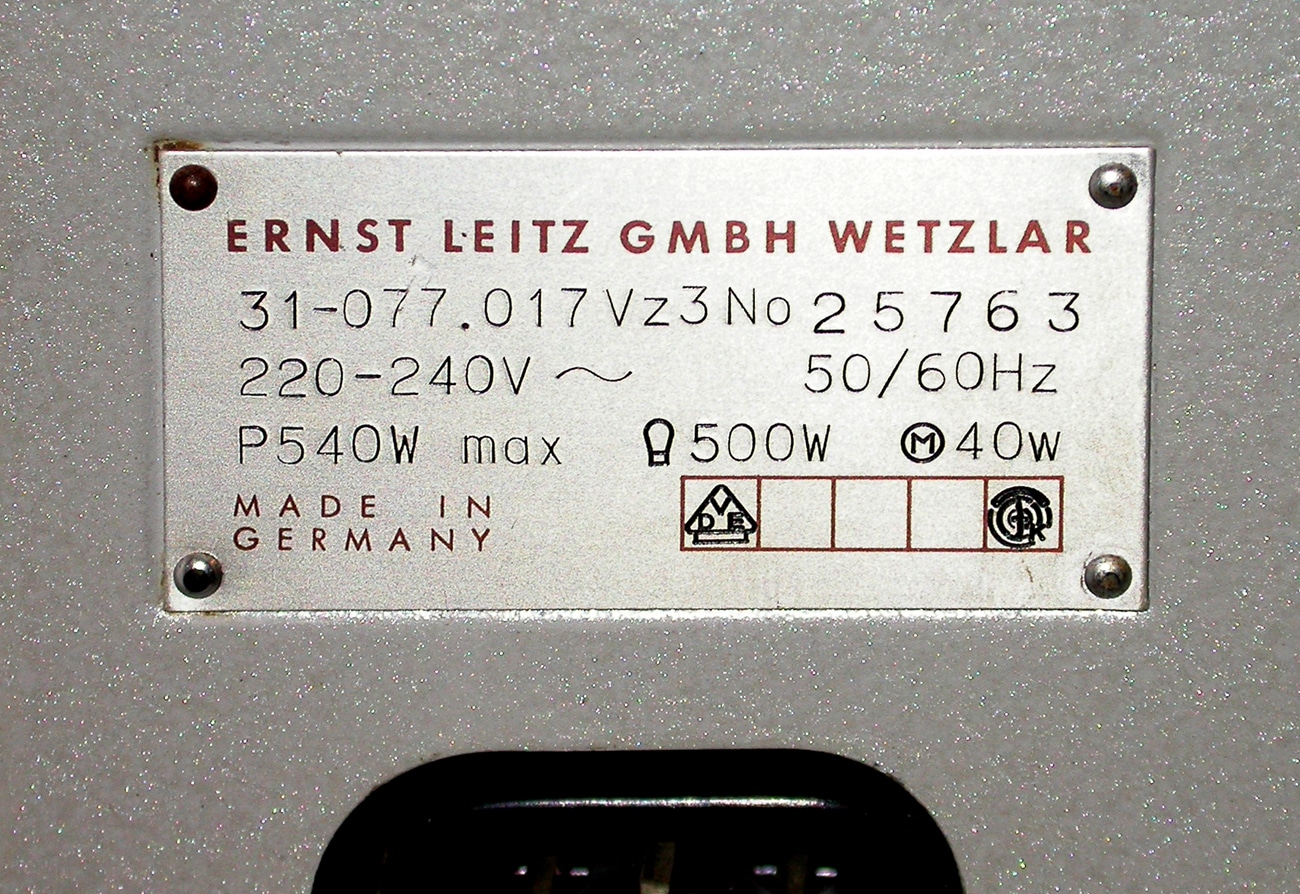 ERNST LEITZ GMBH WETZLAR
31-077.017 Vz3 No 25763
220-240V ~ 50/60Hz
P540W max 500W M 40W
MADE IN
GERMANY
VDE